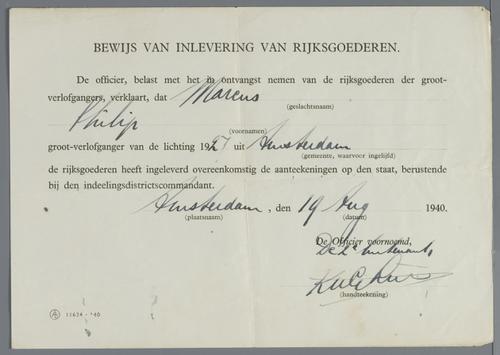 BEWIJS VAN INLEVERING VAN RIJKSGOEDEREN.
De officier, belast met het in ontvangst nemen van de rijksgoederen der groot-
verlofgangers, verklaart, dat Marcus
(geslachtsnaam)
Philip
(voornamen)
groot-verlofganger van de lichting 1927 uit Amsterdam
(gemeente, waarvoor ingelijfd)
de rijksgoederen heeft ingeleverd overeenkomstig de aanteekeningen op den staat, berustende
bij den indeelingsdistrictscommandant.
Amsterdam, den 19 Aug 1940.
(plaatsnaam) (datum)
De Officier voornoemd,
De
(handteekening)
11634 - '40